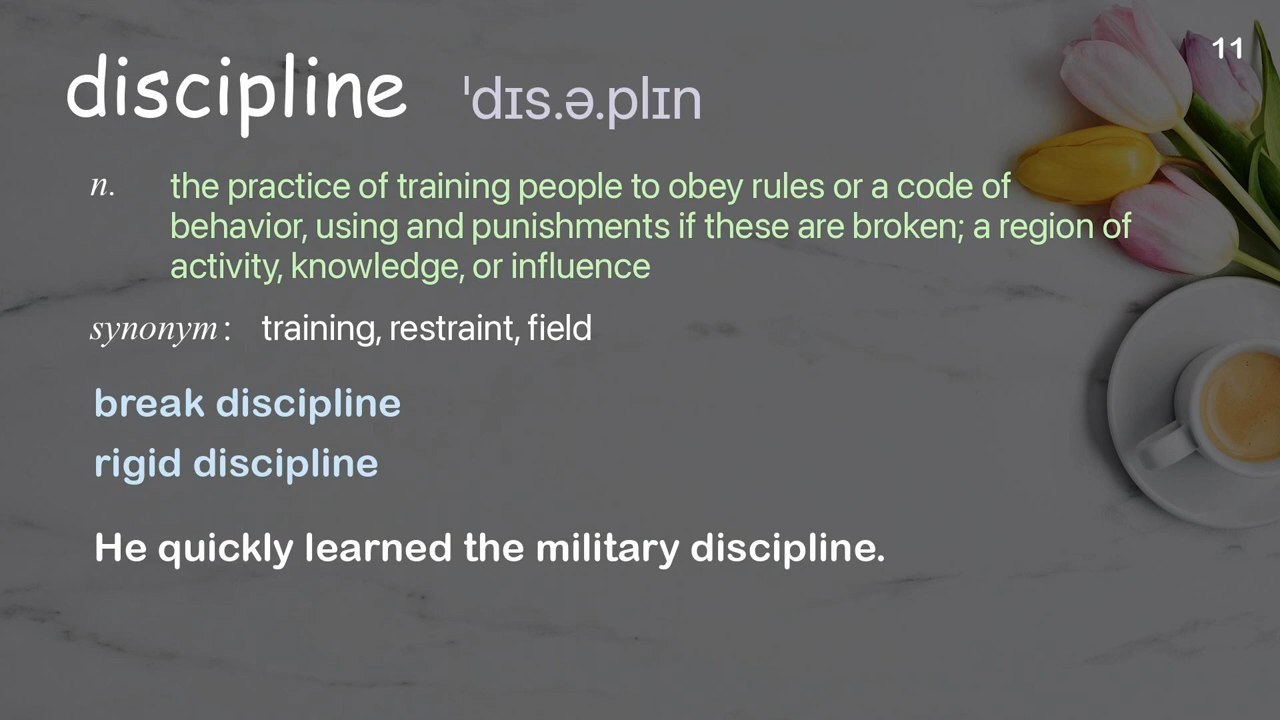 11
discipline ˈdɪs.ə.plɪn
n. the practice of training people to obey rules or a code of
behavior, using and punishments if these are broken; a region of
activity, knowledge, or influence
synonym : training, restraint, field
break discipline
rigid discipline
He quickly learned the military discipline.